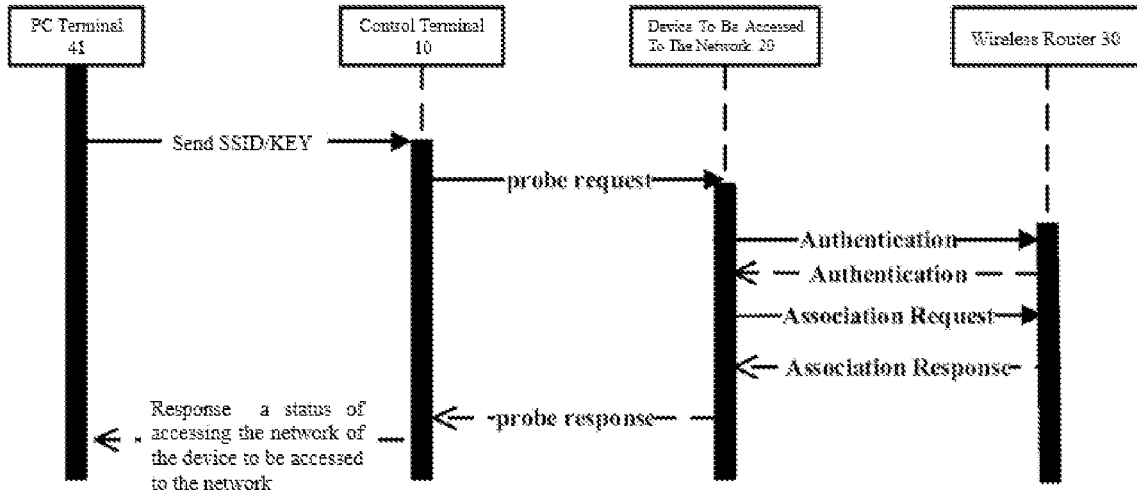 PC Terminal
41
Control Terminal
10
Device To Be Accessed
To The Network 20
Wireless Router 30
Send SSID/KEY
probe request
Authentication
Authentication
Association Request
Association Response
probe response
Response a status of
accessing the network of
the device to be accessed
to the network